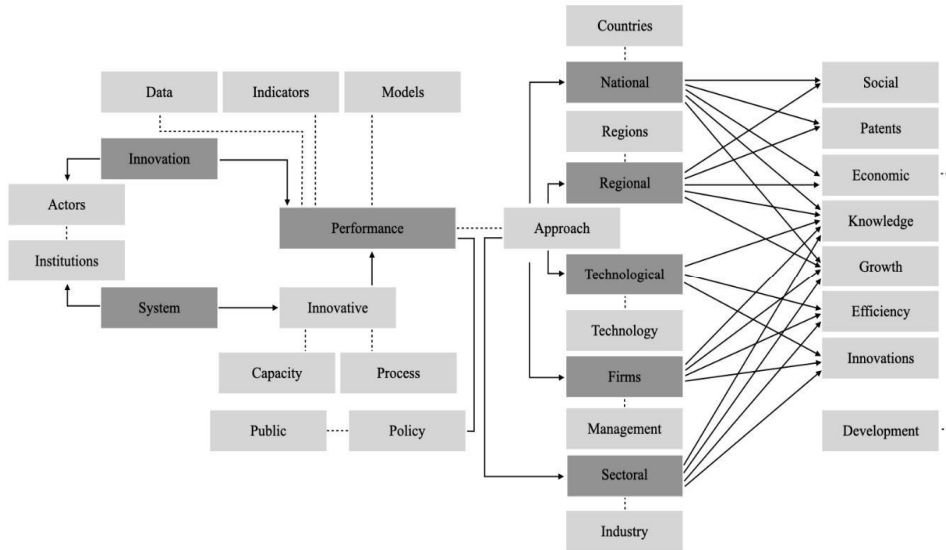 Countries
National
Social
Data
Indicators
Models
Regions
Patents
Innovation
Regional
Economic
Actors
Performance
Approach
Knowledge
Institutions
Technological
Growth
System
Innovative
Technology
Efficiency
Capacity
Process
Firms
Innovations
Public
Policy
Management
Development
Sectoral
Industry